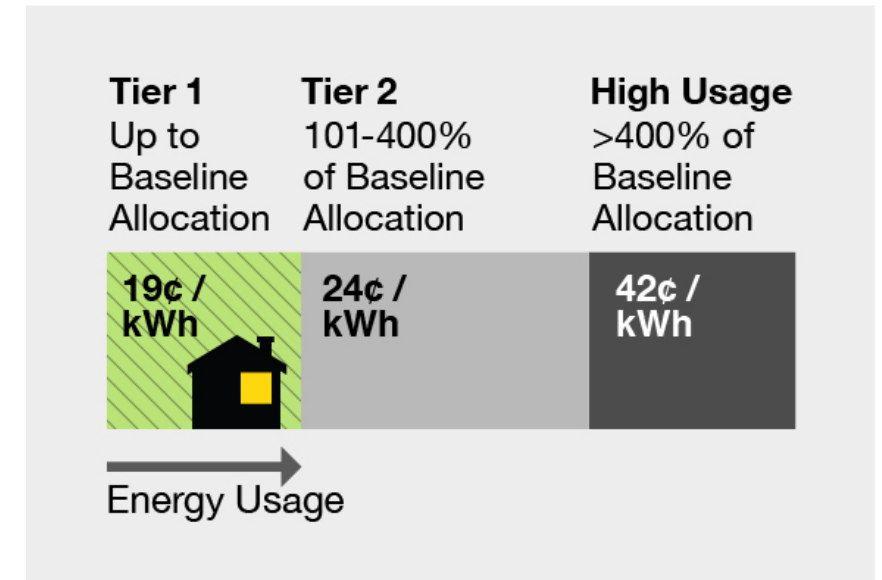 Tier 1
Up to
Baseline
Allocation
Tier 2
101-400%
of Baseline
Allocation
High Usage
>400% of
Baseline
Allocation
19¢ /
kWh
24¢ /
kWh
42¢ /
kWh
Energy Usage